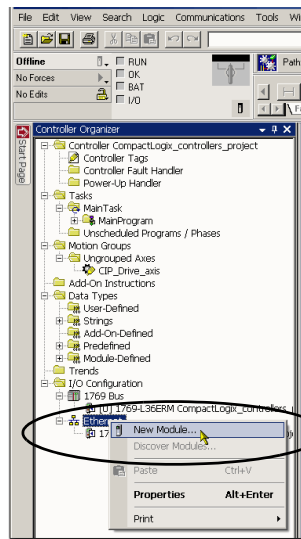 File Edit View Search Logic Communications Tools
Offline RUN Path
No Forces OK
No Edits BAT
I/O
Start Page
Controller Organizer
Controller CompactLogix_controllers_project
Controller Tags
Controller Fault Handler
Power-Up Handler
Tasks
MainTask
MainProgram
Unscheduled Programs / Phases
Motion Groups
Ungrouped Axes
CIP_Drive_axis
Add-On Instructions
Data Types
User-Defined
Strings
Add-On-Defined
Predefined
Module-Defined
Trends
I/O Configuration
1769 Bus
[0] 1769-L36ERM CompactLogix_controllers
New Module...
Discover Modules...
Paste Ctrl+V
Properties Alt+Enter
Print